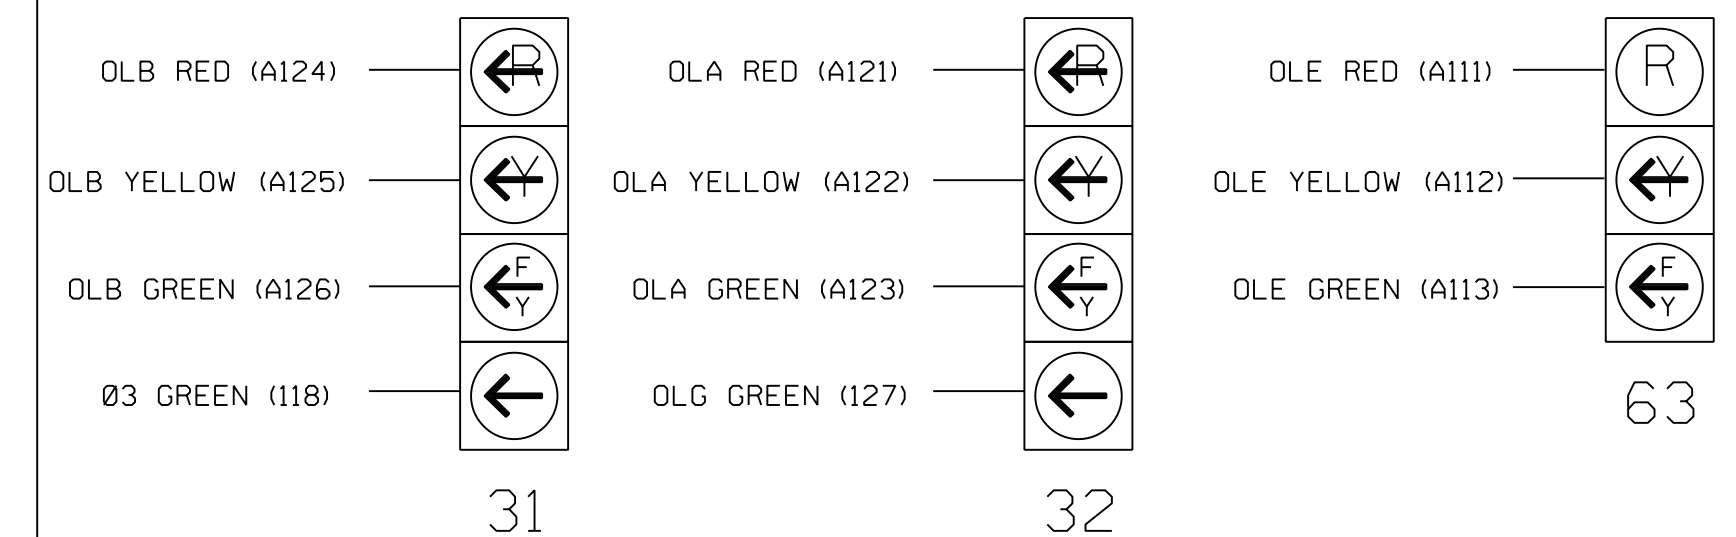 OLB RED (A124)
R
OLB YELLOW (A125)
Y
OLB GREEN (A126)
F
Y
Ø3 GREEN (118)
31
OLA RED (A121)
R
OLA YELLOW (A122)
Y
OLA GREEN (A123)
F
Y
OLG GREEN (127)
32
OLE RED (A111)
R
OLE YELLOW (A112)
Y
OLE GREEN (A113)
F
Y
63